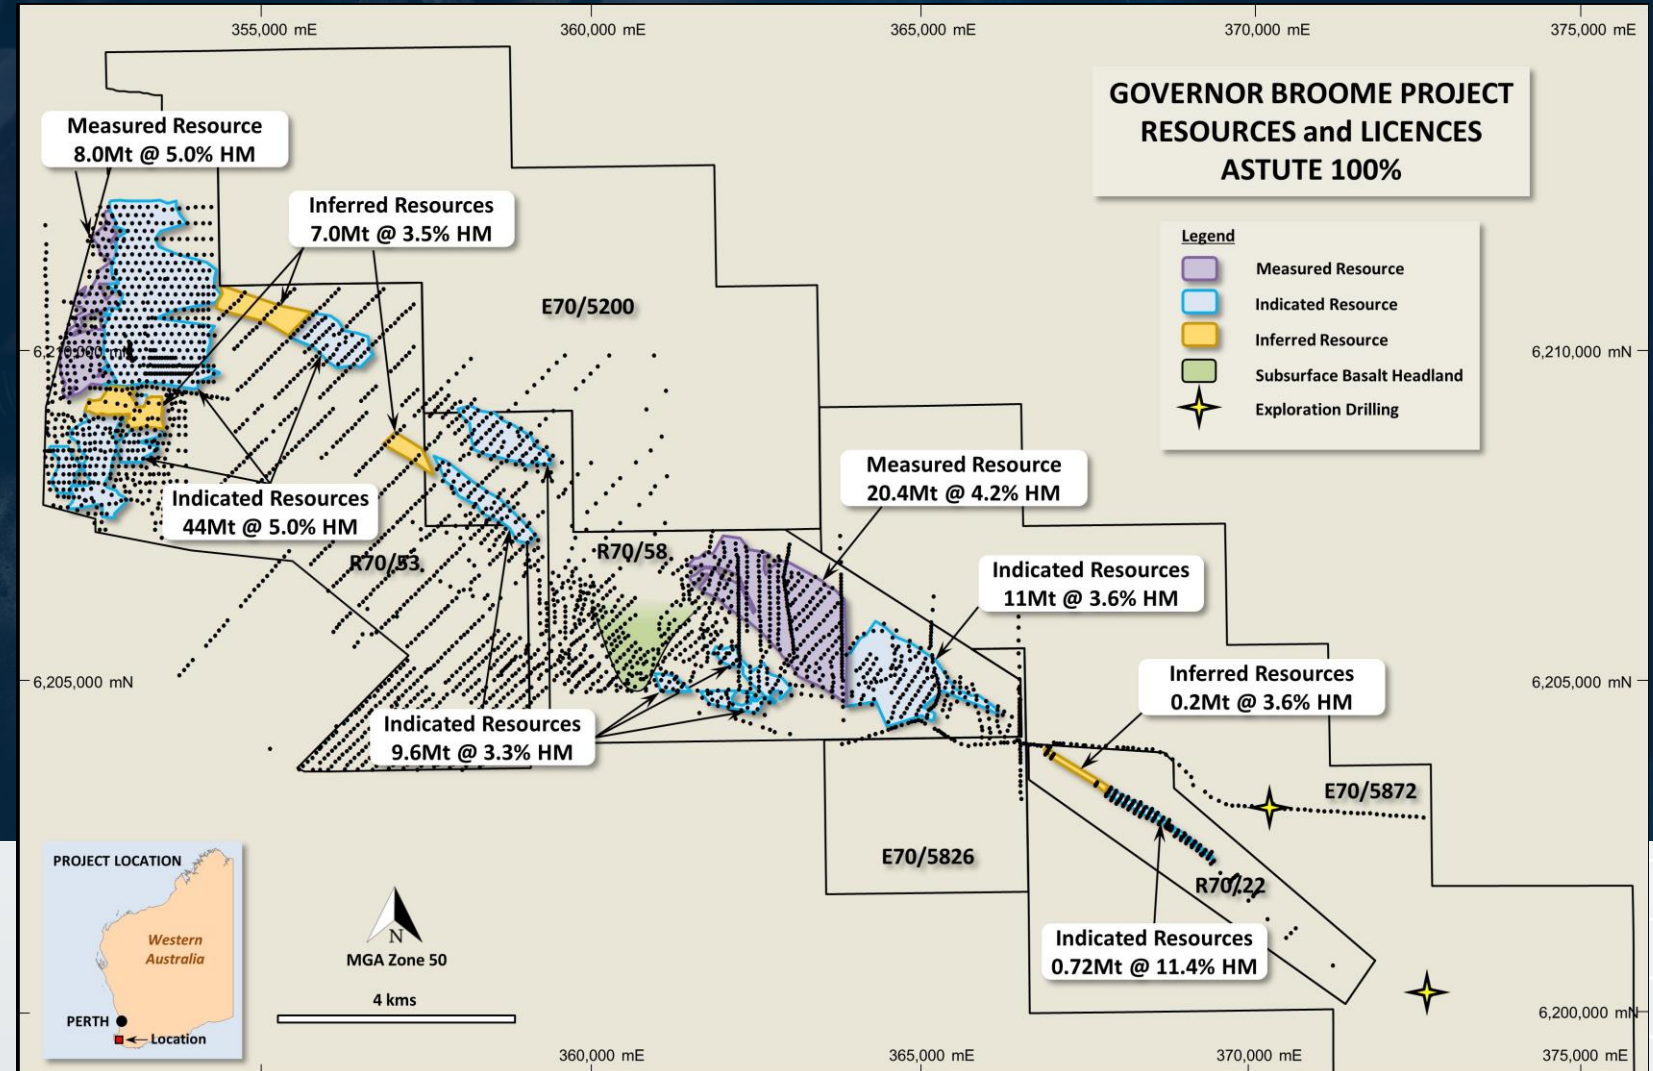 355,000 mE
360,000 mE
365,000 mE
370,000 mE
375,000 mE
GOVERNOR BROOME PROJECT
RESOURCES and LICENCES
ASTUTE 100%
Measured Resource
8.0Mt @ 5.0% HM
Inferred Resources
7.0Mt @ 3.5% HM
Legend
Measured Resource
Indicated Resource
Inferred Resource
Subsurface Basalt Headland
Exploration Drilling
E70/5200
6,210,000 mN
6,210,000 mN
Measured Resource
20.4Mt @ 4.2% HM
Indicated Resources
44Mt @ 5.0% HM
R70/53
R70/58
Indicated Resources
11Mt @ 3.6% HM
6,205,000 mN
6,205,000 mN
Inferred Resources
0.2Mt @ 3.6% HM
Indicated Resources
9.6Mt @ 3.3% HM
E70/5872
E70/5826
R70/22
Indicated Resources
0.72Mt @ 11.4% HM
PROJECT LOCATION
Western
Australia
PERTH
Location
N
MGA Zone 50
4 kms
6,200,000 mN
360,000 mE
365,000 mE
370,000 mE
375,000 mE